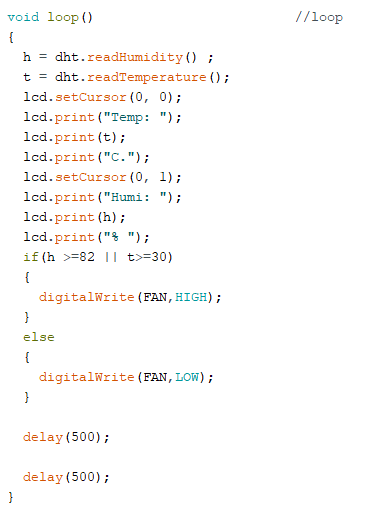 void loop()                         //loop
{
  h = dht.readHumidity() ;
  t = dht.readTemperature();
  lcd.setCursor(0, 0);
  lcd.print("Temp: ");
  lcd.print(t);
  lcd.print("C.");
  lcd.setCursor(0, 1);
  lcd.print("Humi: ");
  lcd.print(h);
  lcd.print("% ");
  if(h >=82 || t>=30)
  {
    digitalWrite(FAN,HIGH);
  }
  else
  {
    digitalWrite(FAN,LOW);
  }

  delay(500);

  delay(500);
}